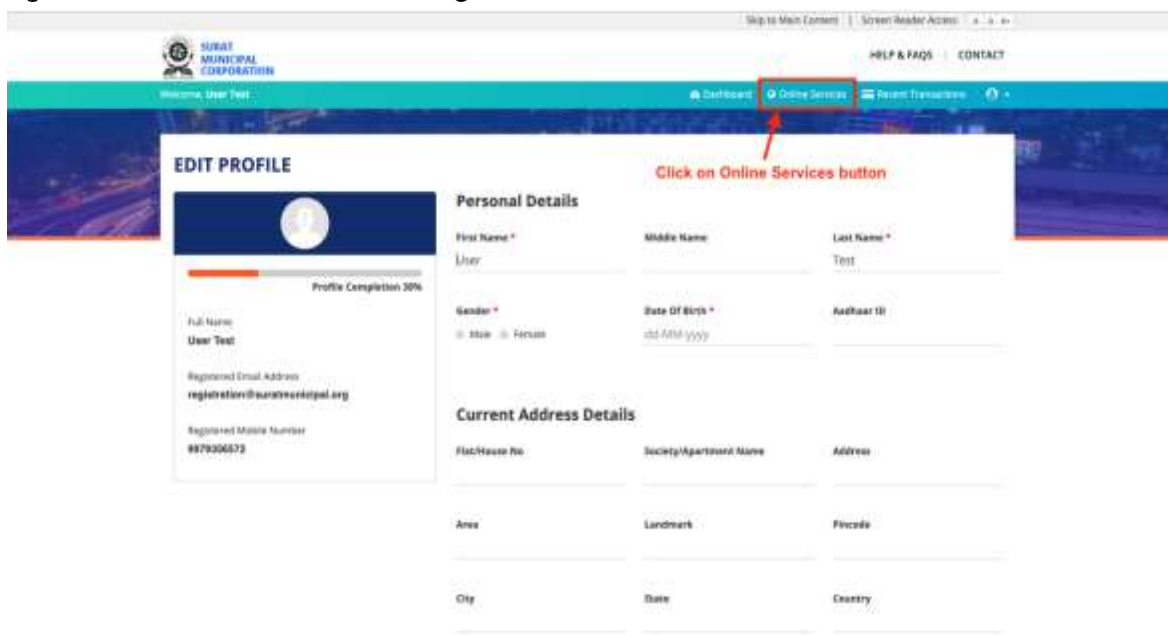 Skip to Main Content | Screen Reader Access
SURAT
MUNICIPAL
CORPORATION
HELP & FAQS | CONTACT
Welcome, User Test
Dashboard Online Services Recent Transactions
EDIT PROFILE
Click on Online Services button
Personal Details
First Name * Middle Name Last Name *
User Test
Profile Completion 30%
Gender * Date Of Birth * Aadhaar ID
Male Female dd-MM-yyyy
Full Name
User Test
Registered Email Address
registration@suratmunicipal.org
Current Address Details
Registered Mobile Number
Flat/House No Society/Apartment Name Address
Area Landmark Pincode
City State Country